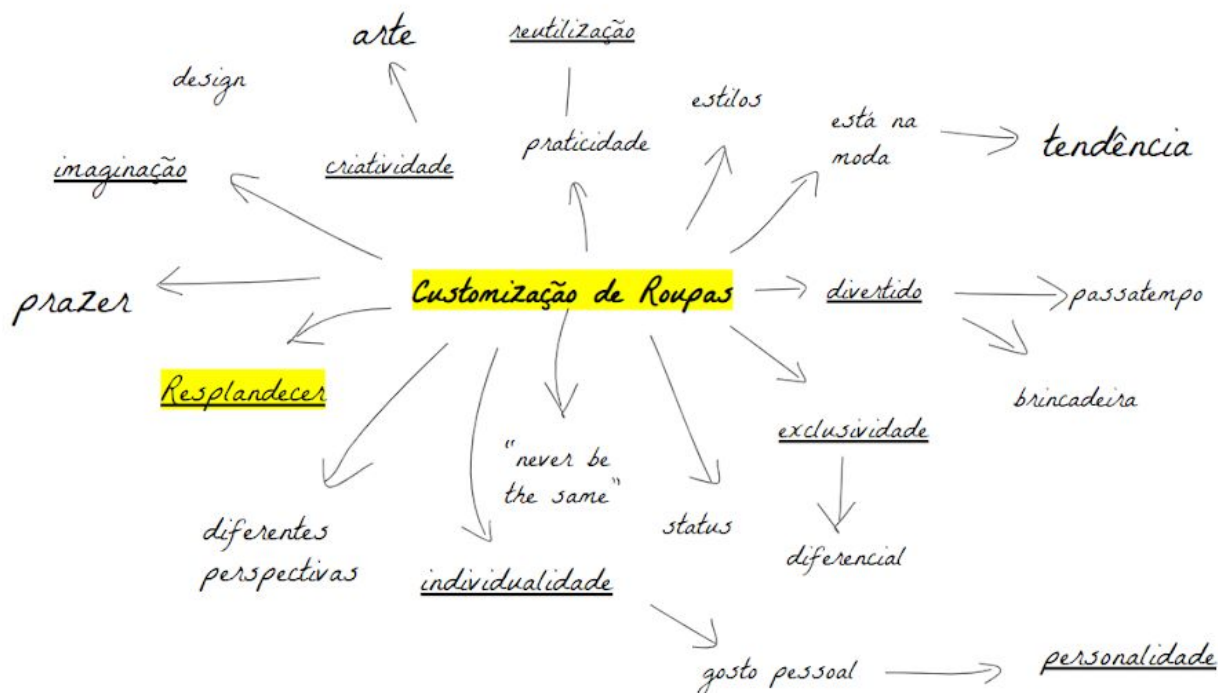 arte
reutilização
design
estilos
está na
moda
tendência
praticidade
imaginação
criatividade
prazer
Customização de Roupas
divertido
passatempo
Resplandecer
brincadeira
exclusividade
"never be
the same"
status
diferentes
perspectivas
diferencial
individualidade
gosto pessoal
personalidade